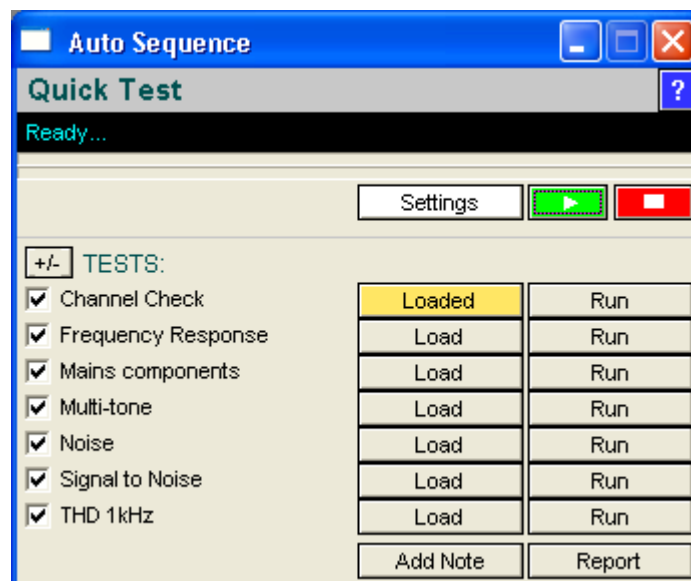 Auto Sequence
Quick Test ?
Ready...
Settings
+/- TESTS:
Channel Check Loaded Run
Frequency Response Load Run
Mains components Load Run
Multi-tone Load Run
Noise Load Run
Signal to Noise Load Run
THD 1kHz Load Run
Add Note Report